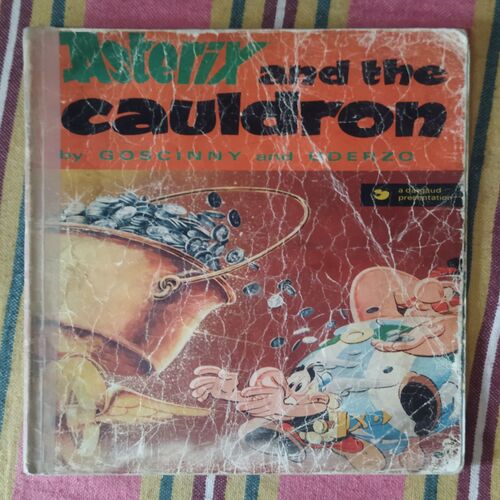 Asterix
and the
cauldron
by GOSCINNY and UDERZO
a dargaud
presentation